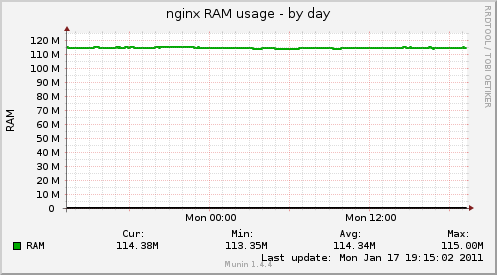 nginx RAM usage - by day
RRDTOOL / TOBI OETIKER
RAM
120 M
110 M
100 M
90 M
80 M
70 M
60 M
50 M
40 M
30 M
20 M
10 M
0
Mon 00:00 Mon 12:00
Cur: Min: Avg: Max:
RAM 114.38M 113.35M 114.34M 115.00M
Last update: Mon Jan 17 19:15:02 2011
Munin 1.4.4